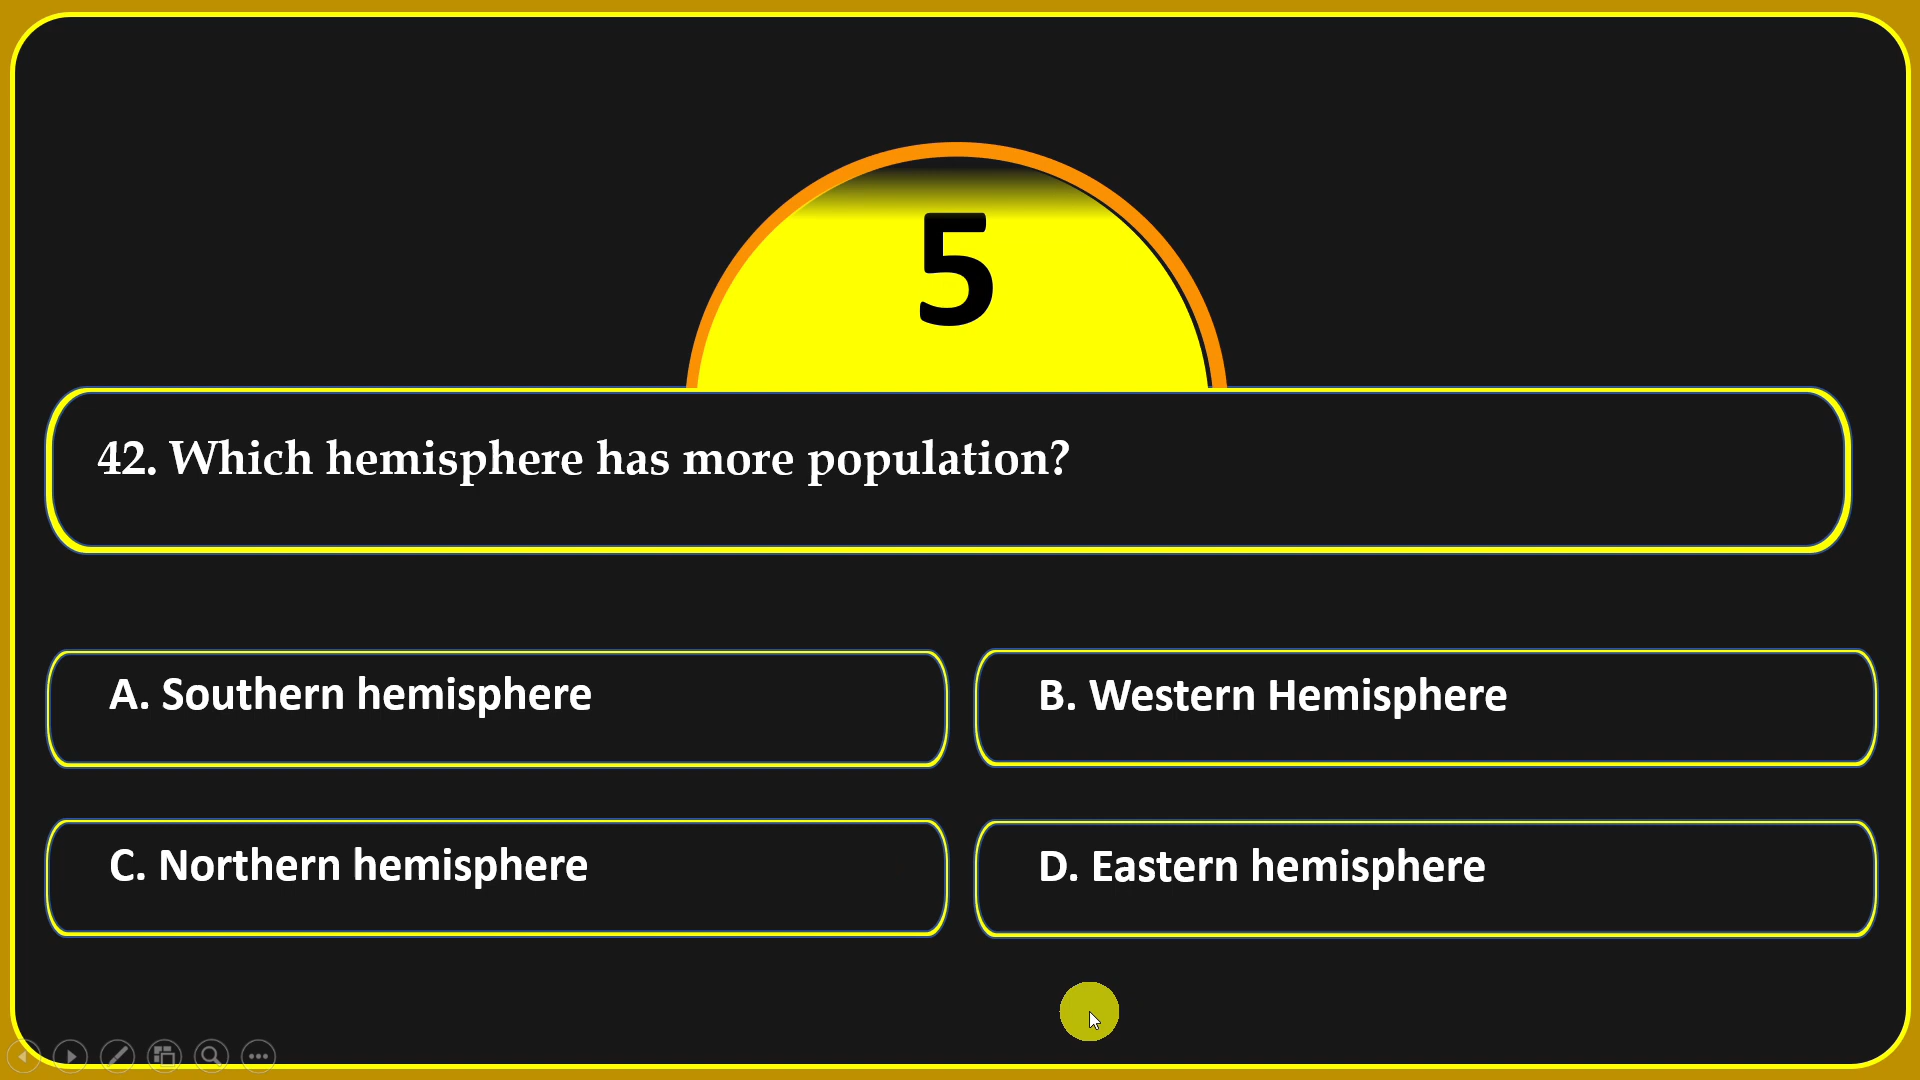 5
42. Which hemisphere has more population?
A. Southern hemisphere
B. Western Hemisphere
C. Northern hemisphere
D. Eastern hemisphere